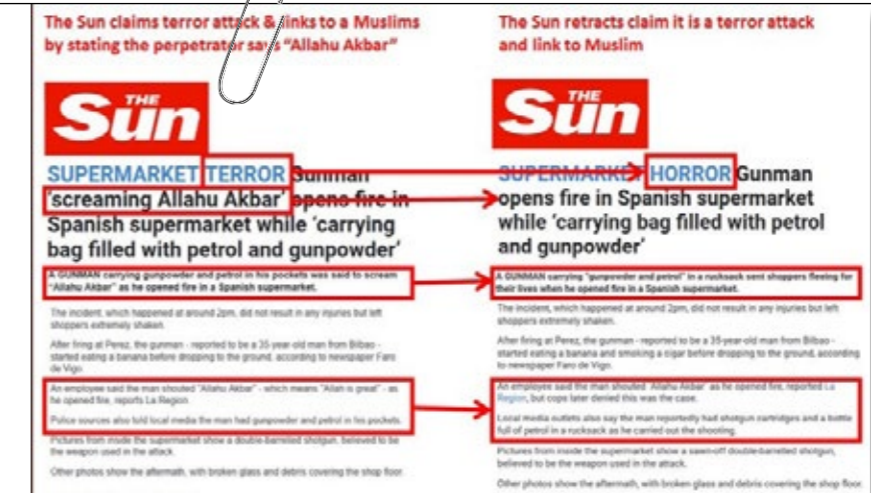 The Sun claims terror attack & links to a Muslims
by stating the perpetrator says "Allahu Akbar"
THE
Sun
SUPERMARKET TERROR Gunman
'screaming Allahu Akbar' opens fire in
Spanish supermarket while 'carrying
bag filled with petrol and gunpowder'
A GUNMAN carrying gunpowder and petrol in his pockets was said to scream
"Allahu Akbar" as he opened fire in a Spanish supermarket.
The incident, which happened at around 2pm, did not result in any injuries but left
shoppers extremely shaken.
After firing at Perez, the gunman - reported to be a 35-year-old man from Bilbao -
started eating a banana before dropping to the ground, according to newspaper Faro
de Vigo.
An employee said the man shouted "Allahu Akbar" - which means "Allah is great" - as
he opened fire, reports La Region.
Police sources also told local media the man had gunpowder and petrol in his pockets.
Pictures from inside the supermarket show a double-barrelled shotgun, believed to be
the weapon used in the attack.
Other photos show the aftermath, with broken glass and debris covering the shop floor.
The Sun retracts claim it is a terror attack
and link to Muslim
THE
Sun
SUPERMARKET HORROR Gunman
opens fire in Spanish supermarket
while 'carrying bag filled with petrol
and gunpowder'
A GUNMAN carrying "gunpowder and petrol" in a rucksack sent shoppers fleeing for
their lives when he opened fire in a Spanish supermarket.
The incident, which happened at around 2pm, did not result in any injuries but left
shoppers extremely shaken.
After firing at Perez, the gunman - reported to be a 35-year-old man from Bilbao -
started eating a banana and smoking a cigar before dropping to the ground, according
to newspaper Faro de Vigo.
An employee said the man shouted 'Allahu Akbar' as he opened fire, reported La
Region, but cops later denied this was the case.
Local media outlets also say the man reportedly had shotgun cartridges and a bottle
full of petrol in a rucksack as he carried out the shooting.
Pictures from inside the supermarket show a sawn-off double-barrelled shotgun,
believed to be the weapon used in the attack.
Other photos show the aftermath, with broken glass and debris covering the shop floor.